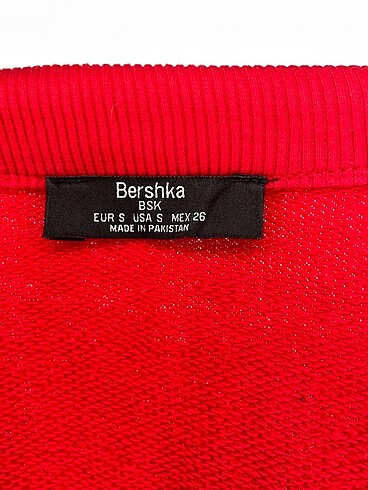 Bershka
BSK
EUR S USA S MEX 26
MADE IN PAKISTAN